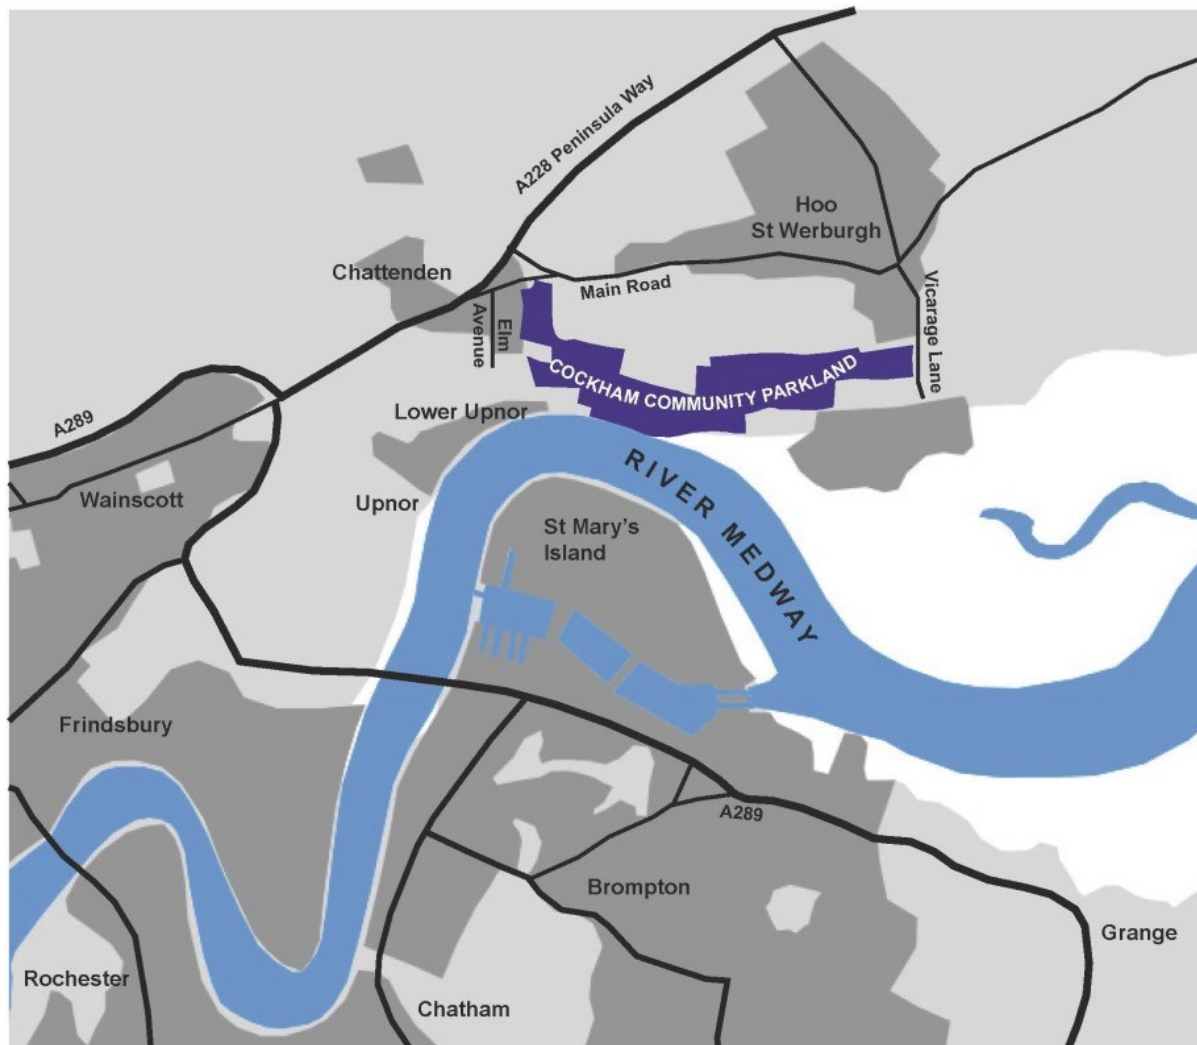 A228 Peninsula Way
Hoo
St Werburgh
Chattenden
Main Road
Vicarage Lane
Elm
Avenue
COCKHAM COMMUNITY PARKLAND
Lower Upnor
A289
RIVER MEDWAY
Wainscott
Upnor
St Mary's
Island
Frindsbury
A289
Brompton
Grange
Rochester
Chatham